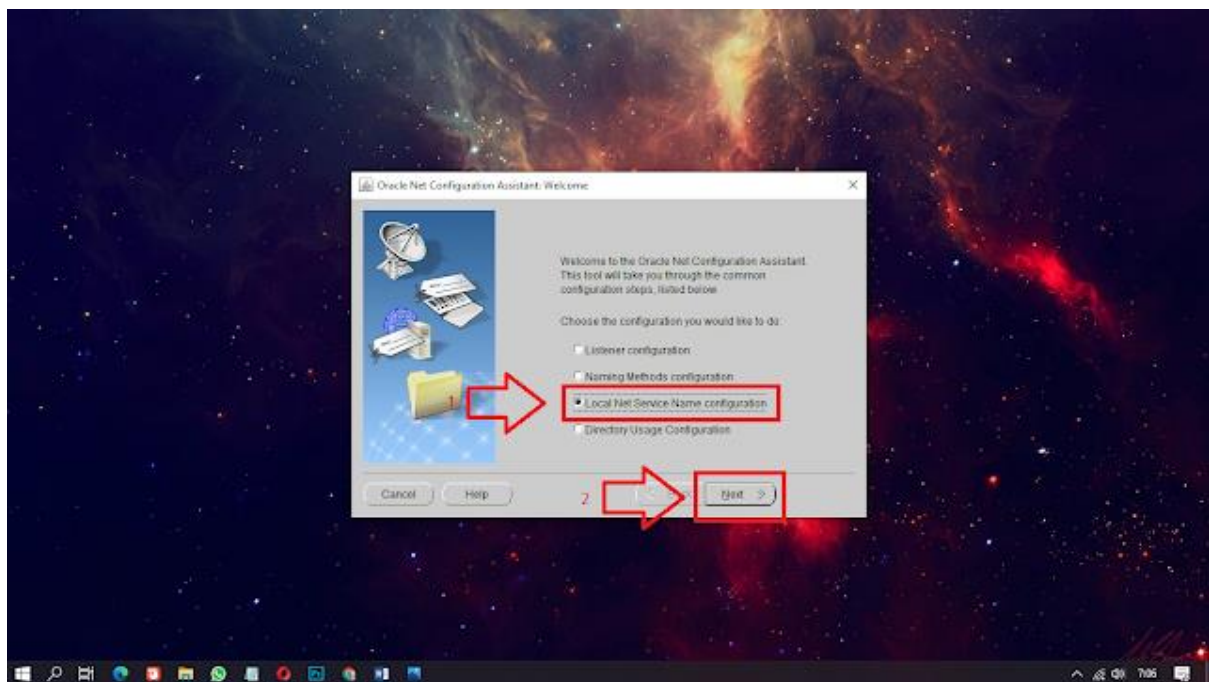 Oracle Net Configuration Assistant: Welcome
Welcome to the Oracle Net Configuration Assistant.
This tool will take you through the common
configuration steps, listed below
Choose the configuration you would like to do:
Listener configuration
Naming Methods configuration
1
Local Net Service Name configuration
Directory Usage Configuration
Cancel
Help
2
Next
7:06